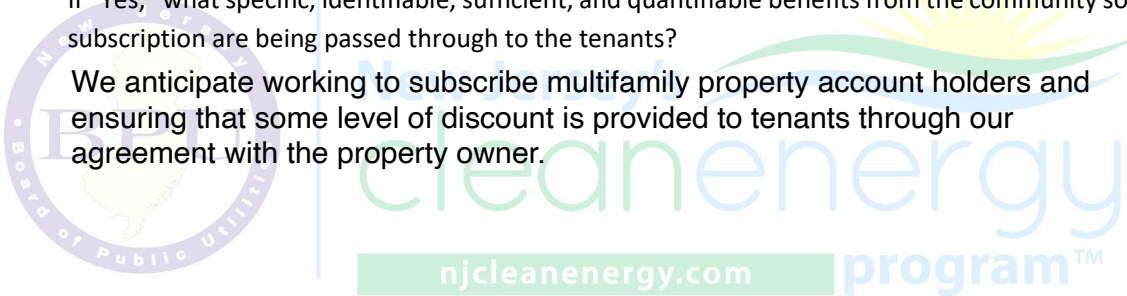 If "Yes," what specific, identifiable, sufficient, and quantifiable benefits from the community so
subscription are being passed through to the tenants?
We anticipate working to subscribe multifamily property account holders and
ensuring that some level of discount is provided to tenants through our
agreement with the property owner.
New Jersey
BPU
Board of Public Utilities
New Jersey's
cleanenergy
njcleanenergy.com
program™